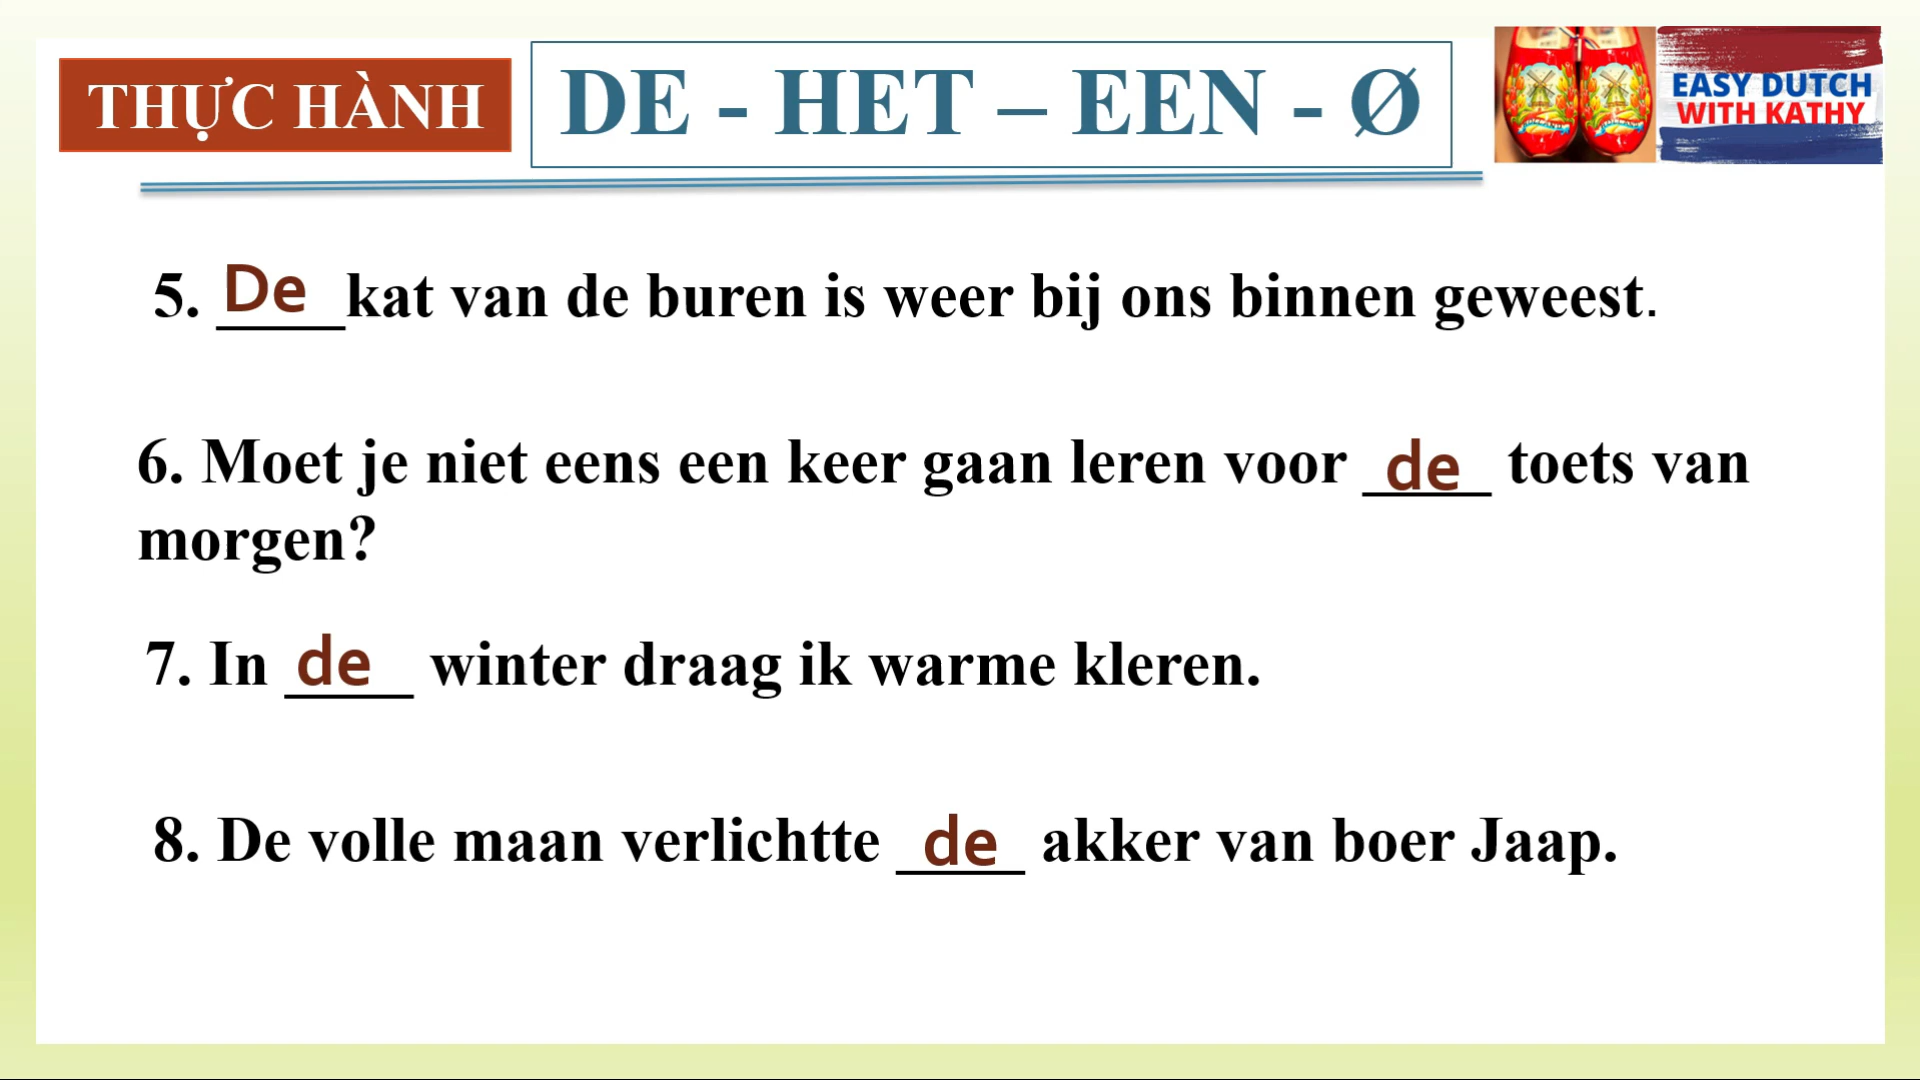 THỰC HÀNH
DE - HET – EEN - Ø
EASY DUTCH
WITH KATHY
5. De kat van de buren is weer bij ons binnen geweest.
6. Moet je niet eens een keer gaan leren voor de toets van
morgen?
7. In de winter draag ik warme kleren.
8. De volle maan verlichtte de akker van boer Jaap.